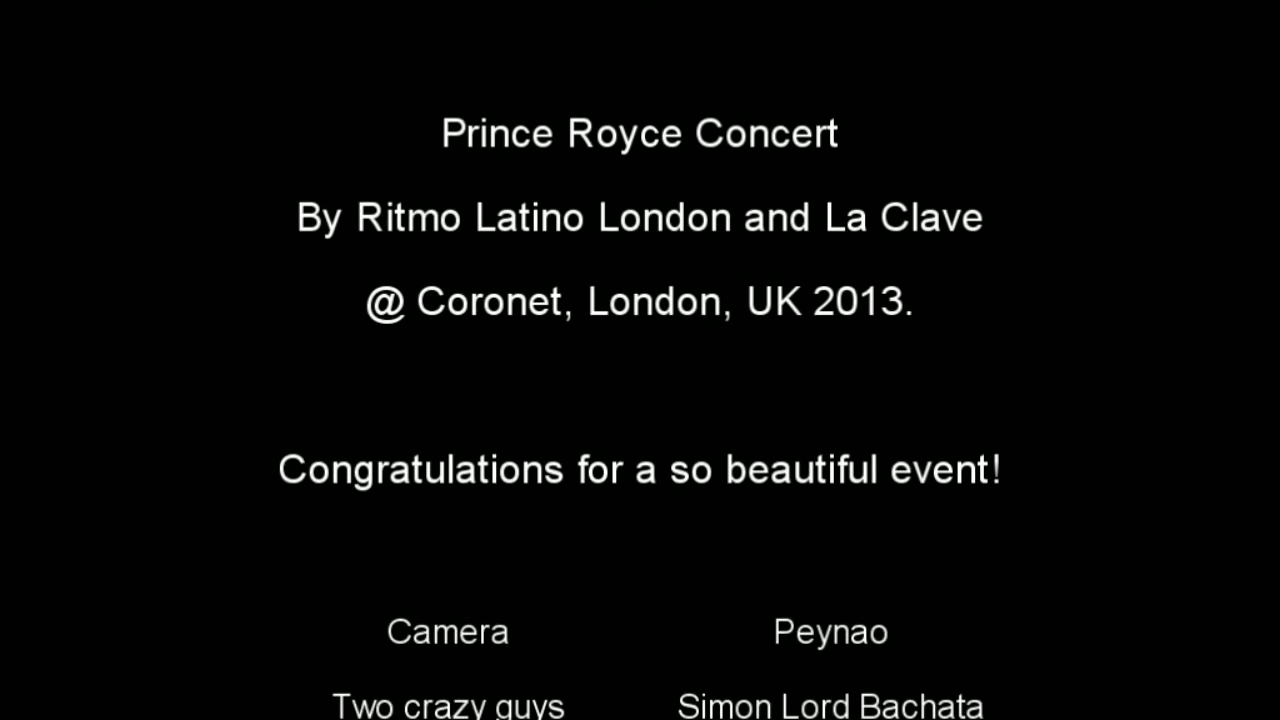 Prince Royce Concert
By Ritmo Latino London and La Clave
@ Coronet, London, UK 2013.
Congratulations for a so beautiful event!
Camera Peynao
Two crazy guys Simon Lord Bachata